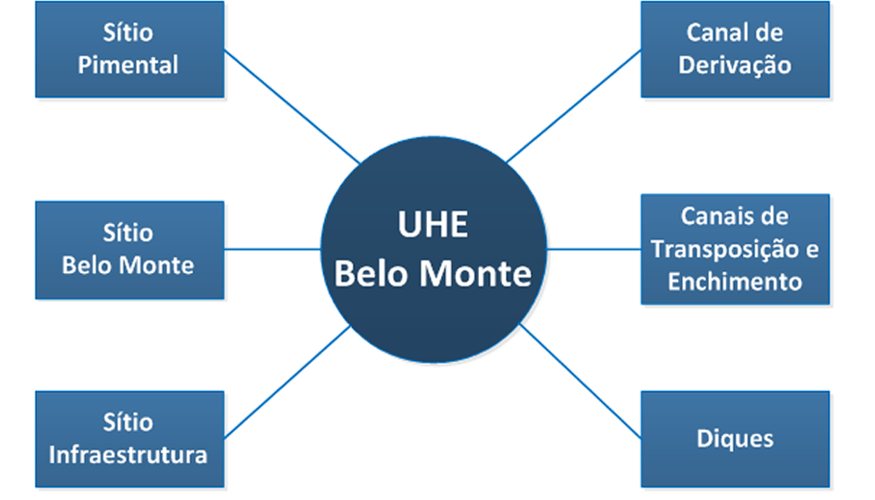 Sítio
Pimental
Canal de
Derivação
UHE
Belo Monte
Sítio
Belo Monte
Canais de
Transposição e
Enchimento
Sítio
Infraestrutura
Diques